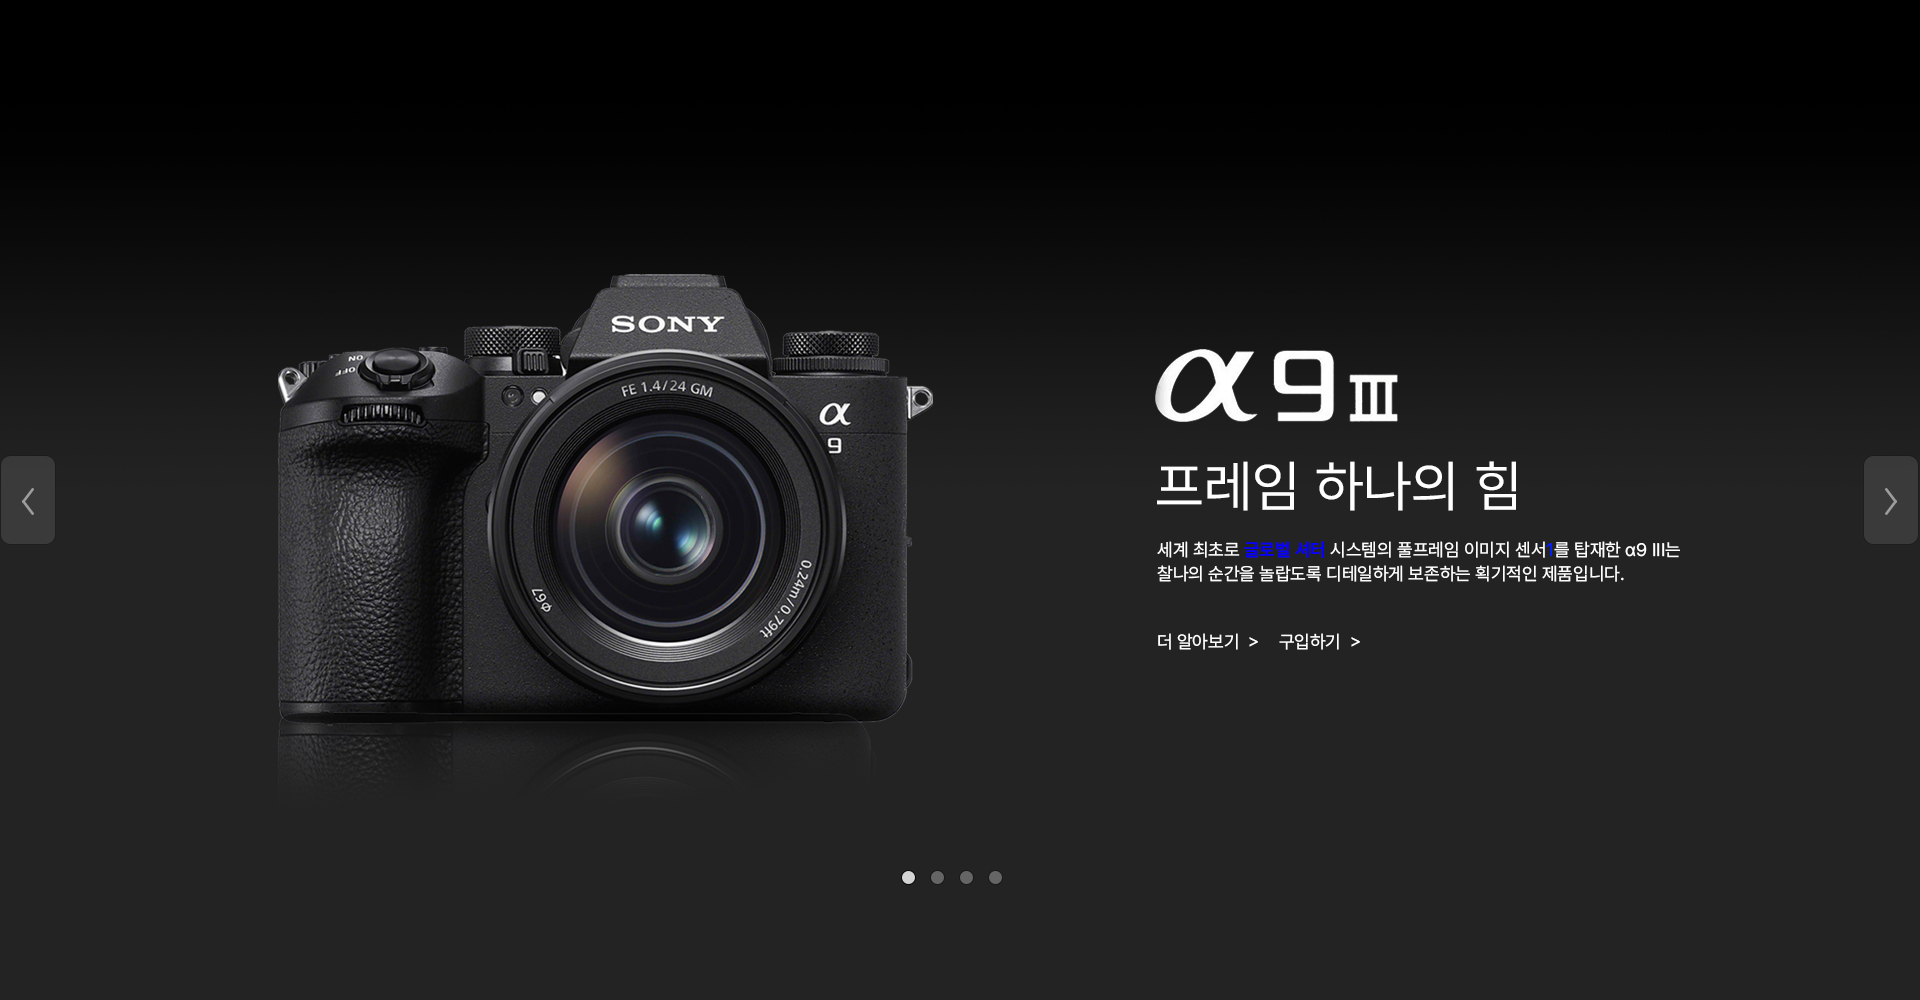 SONY
ON
OFF
FE 1.4/24 GM
α
9
0.24m/0.79ft
φ67
α9 III
프레임 하나의 힘
세계 최초로 글로벌 셔터 시스템의 풀프레임 이미지 센서1를 탑재한 α9 III는
찰나의 순간을 놀랍도록 디테일하게 보존하는 획기적인 제품입니다.
더 알아보기 > 구입하기 >